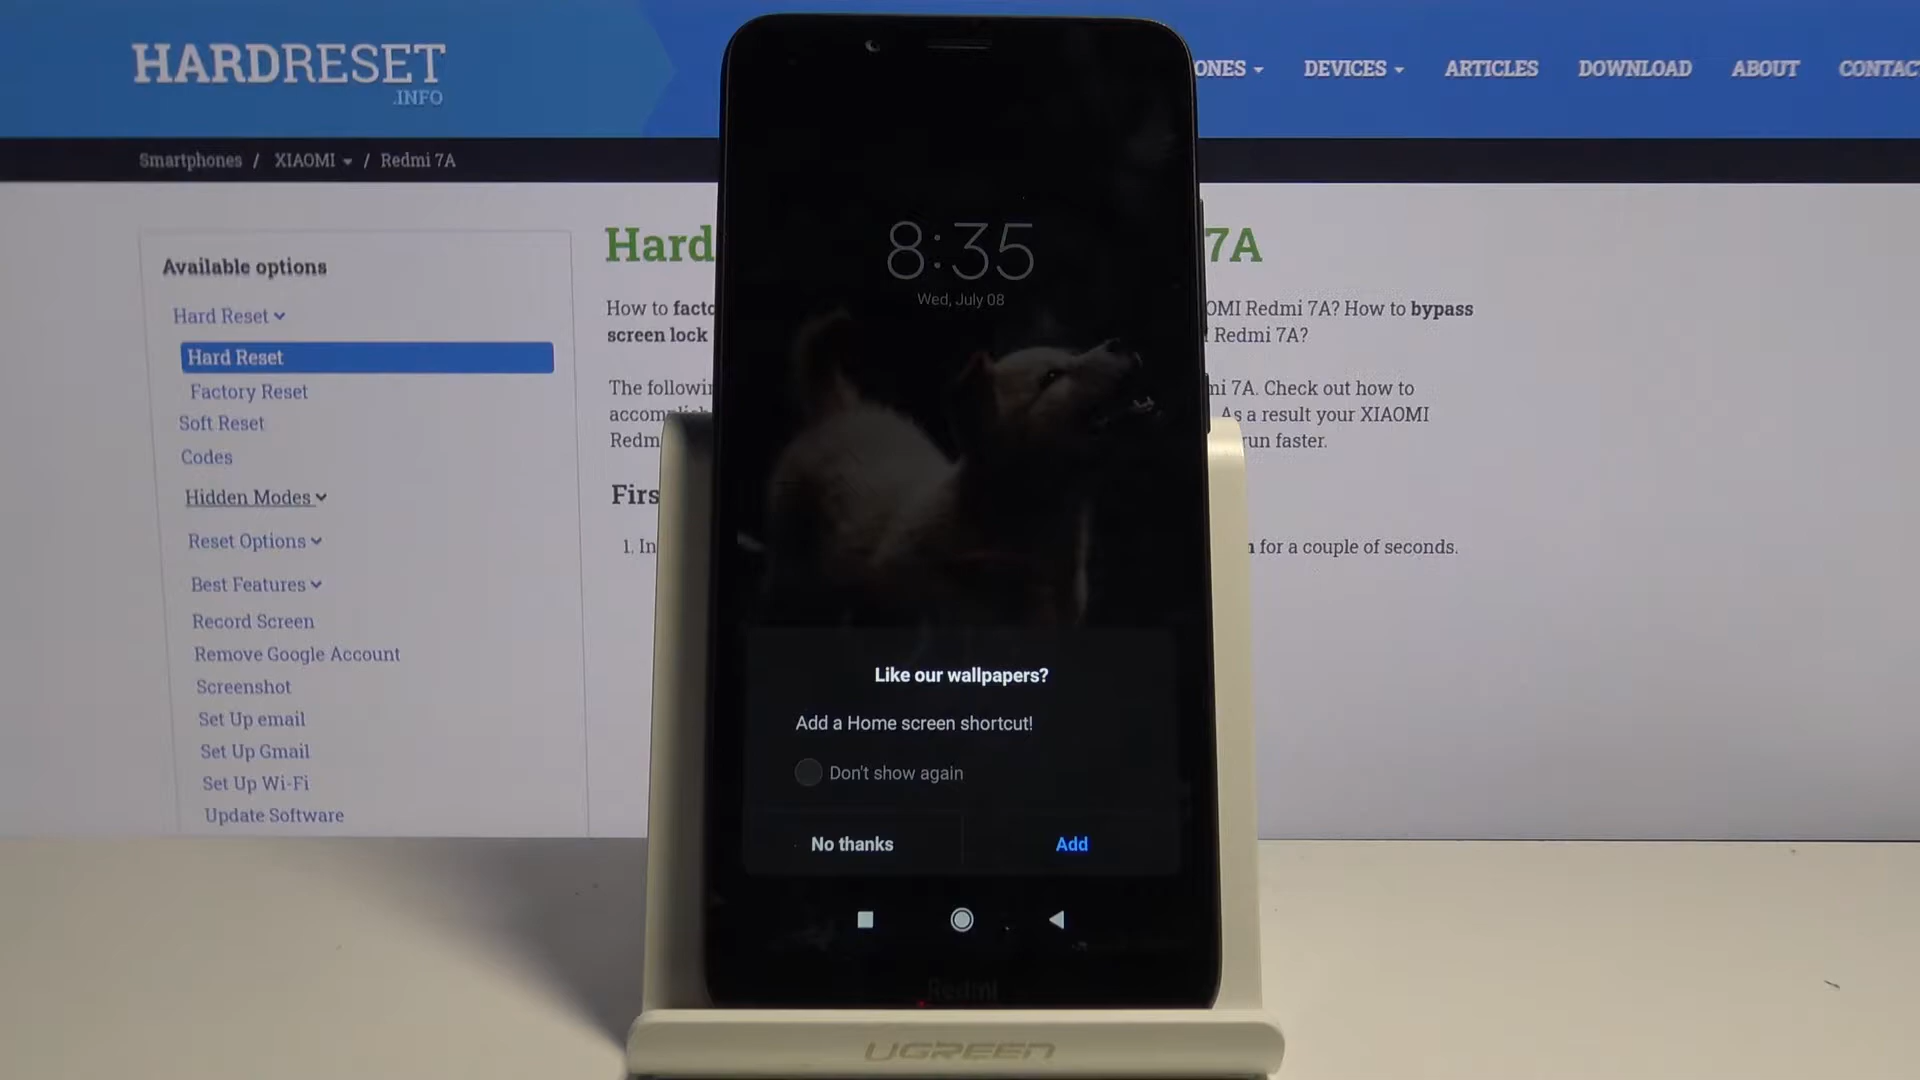 HARDRESET
.INFO
ONES
DEVICES
ARTICLES
DOWNLOAD
ABOUT
CONTAC
Smartphones / XIAOMI / Redmi 7A
Available options
Hard Reset
Hard Reset
Factory Reset
Soft Reset
Codes
Hidden Modes
Reset Options
Best Features
Record Screen
Remove Google Account
Screenshot
Set Up email
Set Up Gmail
Set Up Wi-Fi
Update Software
Hard 7A
How to facto OMI Redmi 7A? How to bypass
screen lock Redmi 7A?
The followin mi 7A. Check out how to
accomplish As a result your XIAOMI
Redm run faster.
Firs
1. In n for a couple of seconds.
8:35
Wed, July 08
Like our wallpapers?
Add a Home screen shortcut!
Don't show again
No thanks
Add
Redmi
UGREEN